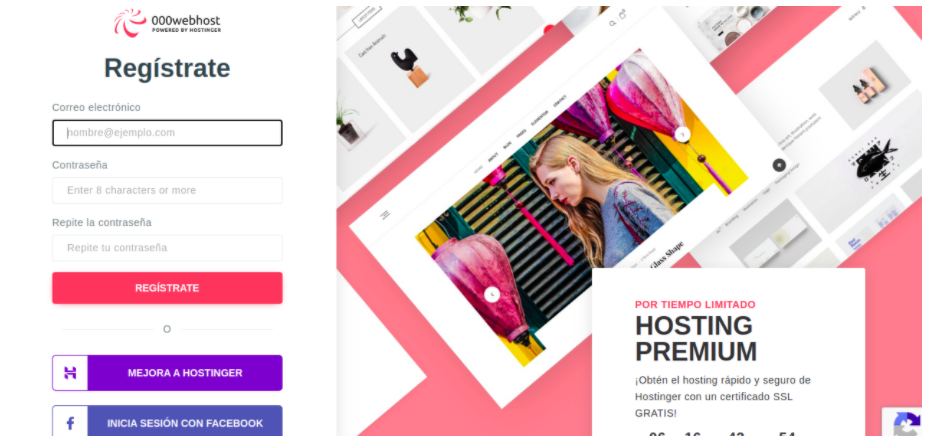 000webhost
POWERED BY HOSTINGER
Regístrate
Correo electrónico
nombre@ejemplo.com
Contraseña
Enter 8 characters or more
Repite la contraseña
Repite tu contraseña
REGÍSTRATE
O
MEJORA A HOSTINGER
INICIA SESIÓN CON FACEBOOK
Glass Shape
POR TIEMPO LIMITADO
HOSTING
PREMIUM
¡Obtén el hosting rápido y seguro de
Hostinger con un certificado SSL
GRATIS!